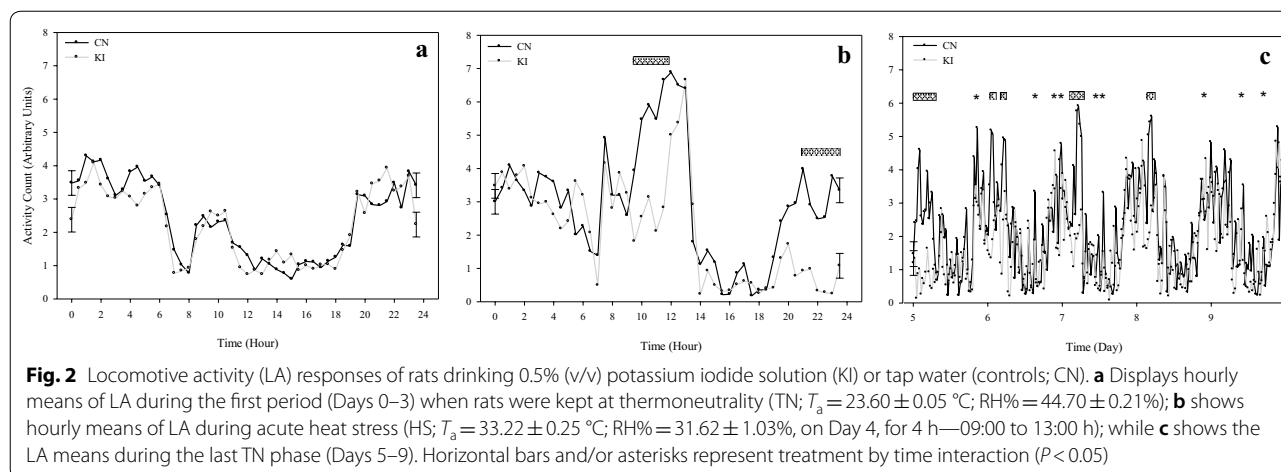 a
CN
KI
8
7
6
5
4
3
2
1
0
Activity Count (Arbitrary Units)
0 2 4 6 8 10 12 14 16 18 20 22 24
Time (Hour)
b
CN
KI
8
7
6
5
4
3
2
1
0
0 2 4 6 8 10 12 14 16 18 20 22 24
Time (Hour)
c
CN
KI
8
7
6
5
4
3
2
1
0
* * ** ** * * *
5 6 7 8 9
Time (Day)
Fig. 2 Locomotive activity (LA) responses of rats drinking 0.5% (v/v) potassium iodide solution (KI) or tap water (controls; CN). a Displays hourly
means of LA during the first period (Days 0–3) when rats were kept at thermoneutrality (TN; Ta = 23.60 ± 0.05 °C; RH% = 44.70 ± 0.21%); b shows
hourly means of LA during acute heat stress (HS; Ta = 33.22 ± 0.25 °C; RH% = 31.62 ± 1.03%, on Day 4, for 4 h—09:00 to 13:00 h); while c shows the
LA means during the last TN phase (Days 5–9). Horizontal bars and/or asterisks represent treatment by time interaction (P < 0.05)